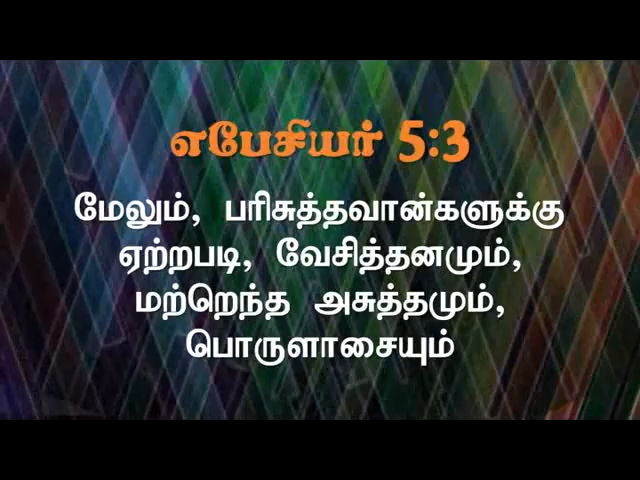 எபேசியர் 5:3
மேலும், பரிசுத்தவான்களுக்கு
ஏற்றபடி, வேசித்தனமும்,
மற்றெந்த அசுத்தமும்,
பொருளாசையும்